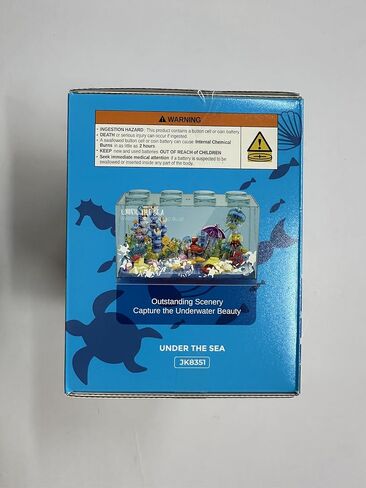 ⚠ WARNING
• INGESTION HAZARD: This product contains a button cell or coin battery.
• DEATH or serious injury can occur if ingested.
• A swallowed button cell or coin battery can cause Internal Chemical
Burns in as little as 2 hours.
• KEEP new and used batteries OUT OF REACH of CHILDREN
• Seek immediate medical attention if a battery is suspected to be
swallowed or inserted inside any part of the body.
UNDER THE SEA
Outstanding Scenery
Capture the Underwater Beauty
UNDER THE SEA
JK8351